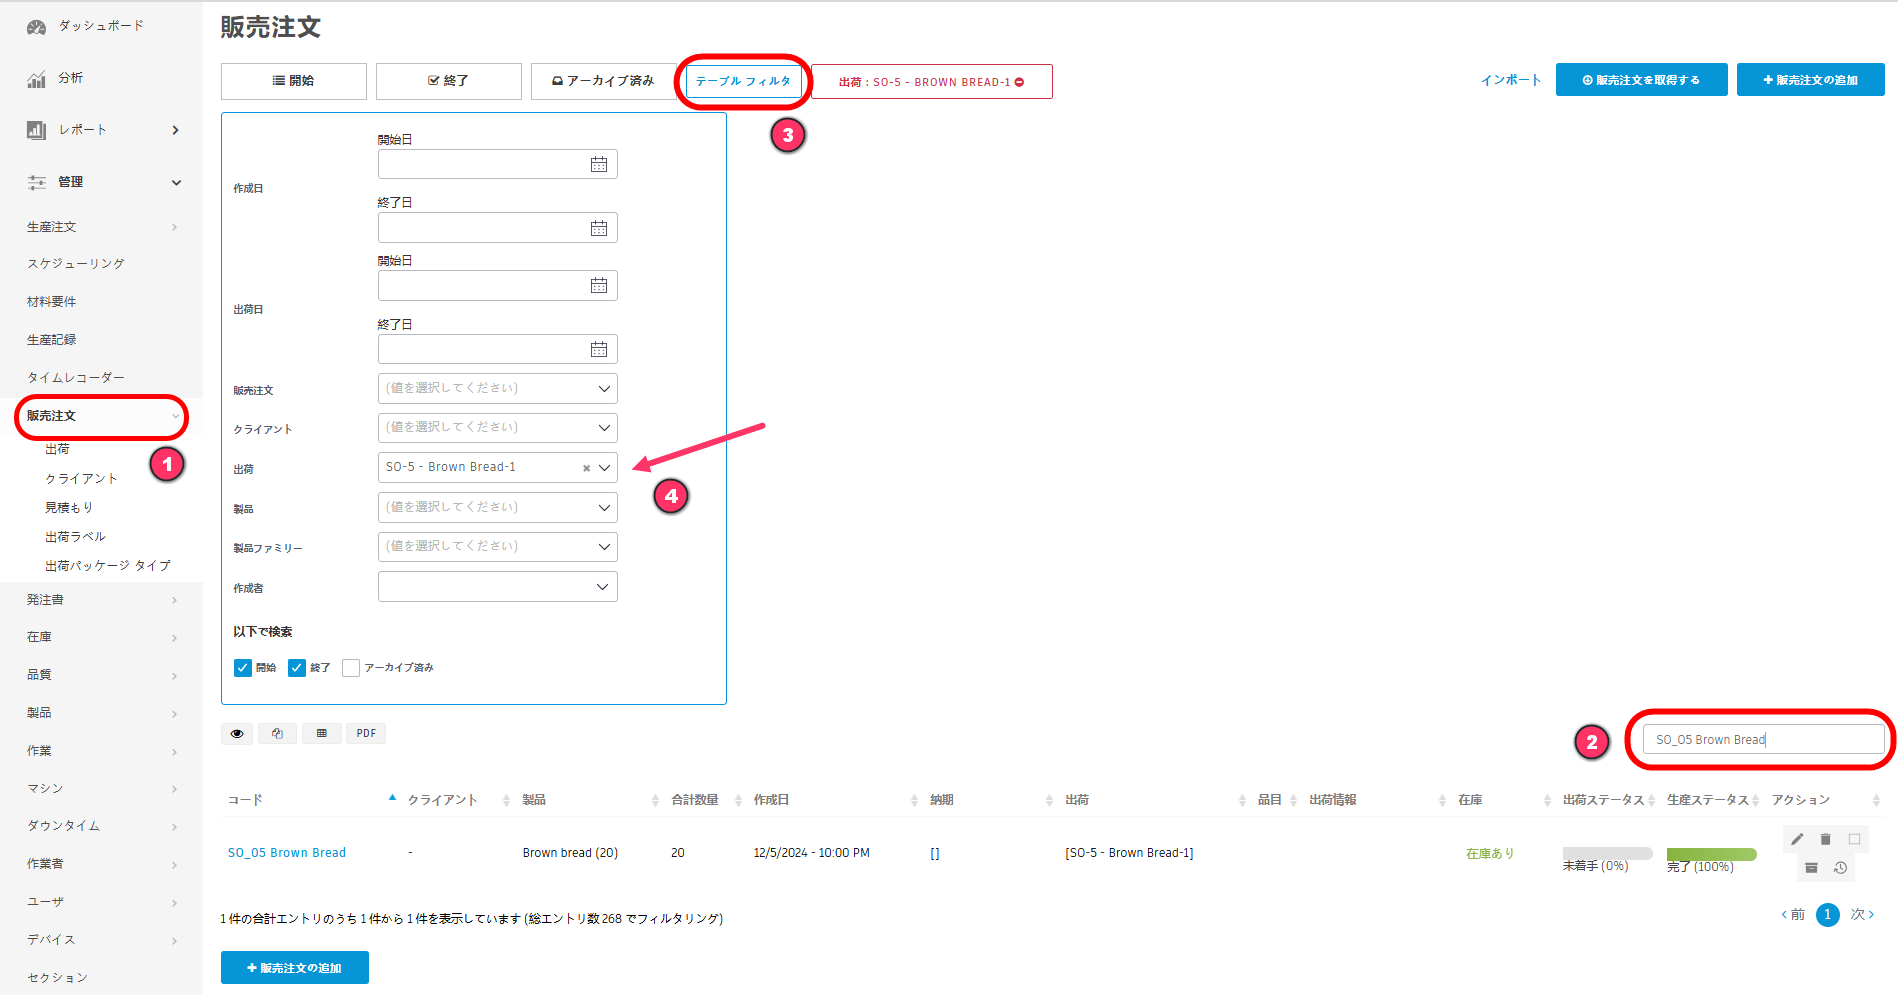 ダッシュボード
分析
レポート
管理
生産注文
スケジューリング
材料要件
生産記録
タイムレコーダー
販売注文
1
出荷
クライアント
見積もり
出荷ラベル
出荷パッケージ タイプ
発注書
在庫
品質
製品
作業
マシン
ダウンタイム
作業者
ユーザ
デバイス
セクション
販売注文
開始
終了
アーカイブ済み
テーブル フィルタ
出荷 : SO-5 - BROWN BREAD-1
インポート
販売注文を取得する
+ 販売注文の追加
3
開始日
作成日
終了日
開始日
出荷日
終了日
販売注文 (値を選択してください)
クライアント (値を選択してください)
出荷 SO-5 - Brown Bread-1 ×
4
製品 (値を選択してください)
製品ファミリー (値を選択してください)
作成者
以下で検索
開始 終了 アーカイブ済み
PDF
2
SO_05 Brown Bread
コード クライアント 製品 合計数量 作成日 納期 出荷 品目 出荷情報 在庫 出荷ステータス 生産ステータス アクション
SO_05 Brown Bread - Brown bread (20) 20 12/5/2024 - 10:00 PM [] [SO-5 - Brown Bread-1] 在庫あり 未着手 (0%) 完了 (100%)
1 件の合計エントリのうち 1 件から 1 件を表示しています (総エントリ数 268 でフィルタリング)
‹ 前 1 次 ›
+ 販売注文の追加